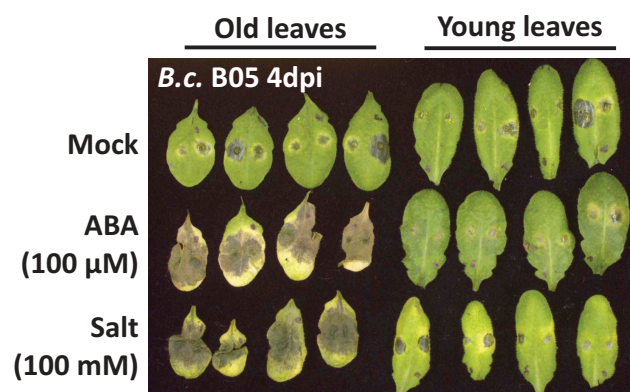 Old leaves
Young leaves
B.c. B05 4dpi
Mock
ABA
(100 µM)
Salt
(100 mM)